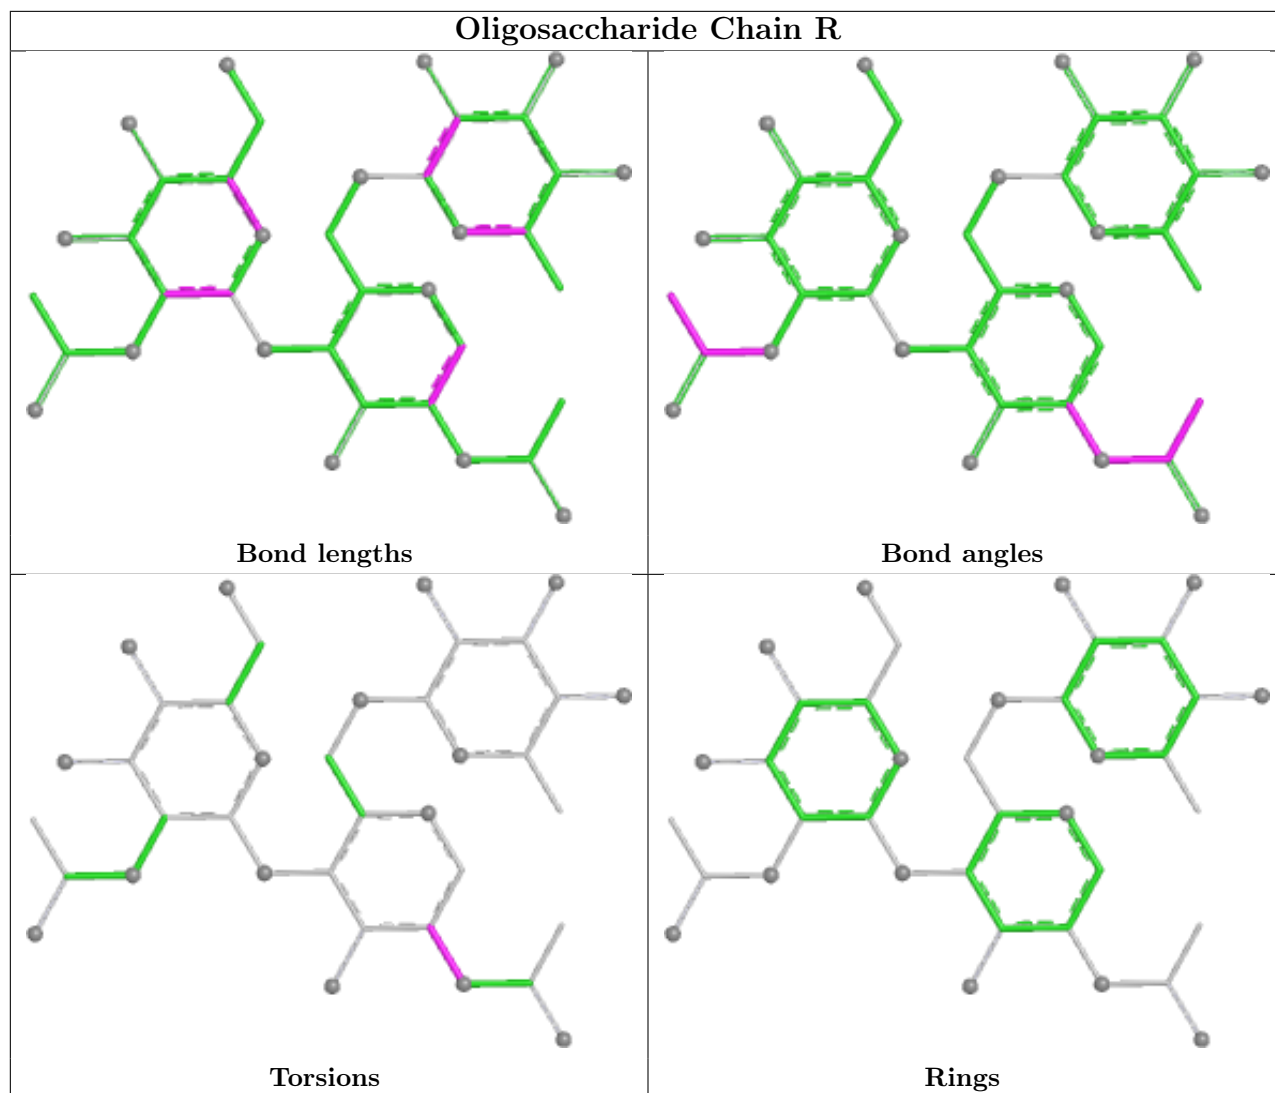 Oligosaccharide Chain R
Bond lengths
Bond angles
Torsions
Rings